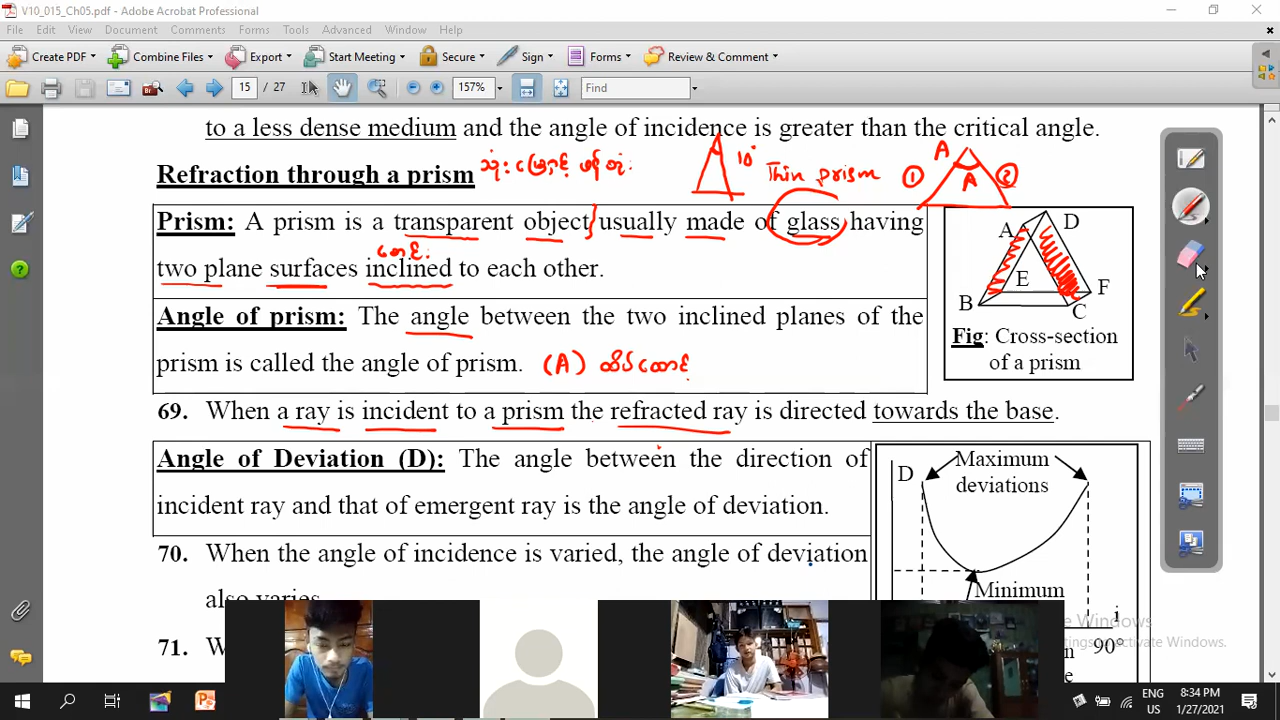 V10_015_Ch05.pdf - Adobe Acrobat Professional
File Edit View Document Comments Forms Tools Advanced Window Help
Create PDF Combine Files Export Start Meeting Secure Sign Forms Review & Comment
15 / 27 157% Find
to a less dense medium and the angle of incidence is greater than the critical angle.
Refraction through a prism
10° Thin prism
A
① A ②
Prism: A prism is a transparent object usually made of glass having
two plane surfaces inclined to each other.
Angle of prism: The angle between the two inclined planes of the
prism is called the angle of prism. (A) ထိပ်ထောင့်
A D
E F
B C
Fig: Cross-section
of a prism
69. When a ray is incident to a prism the refracted ray is directed towards the base.
Angle of Deviation (D): The angle between the direction of
incident ray and that of emergent ray is the angle of deviation.
70. When the angle of incidence is varied, the angle of deviation
also varies
71.
D Maximum
deviations
Minimum
i
90°
ENG
US
8:34 PM
1/27/2021